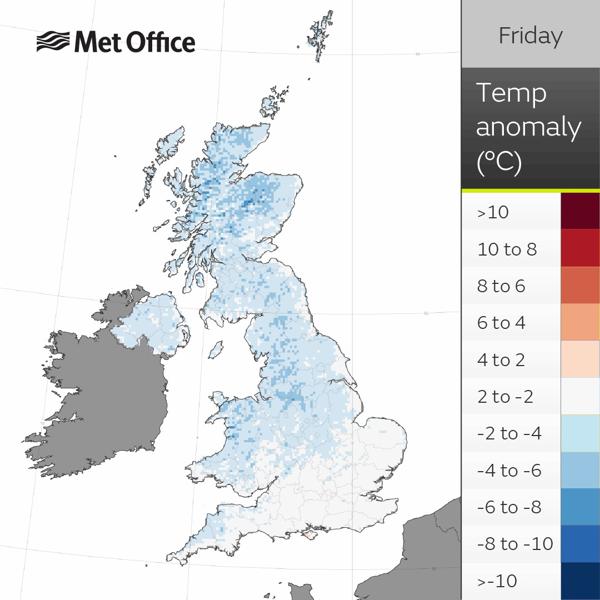 Met Office
Friday
Temp
anomaly
(°C)
>10
10 to 8
8 to 6
6 to 4
4 to 2
2 to -2
-2 to -4
-4 to -6
-6 to -8
-8 to -10
>-10